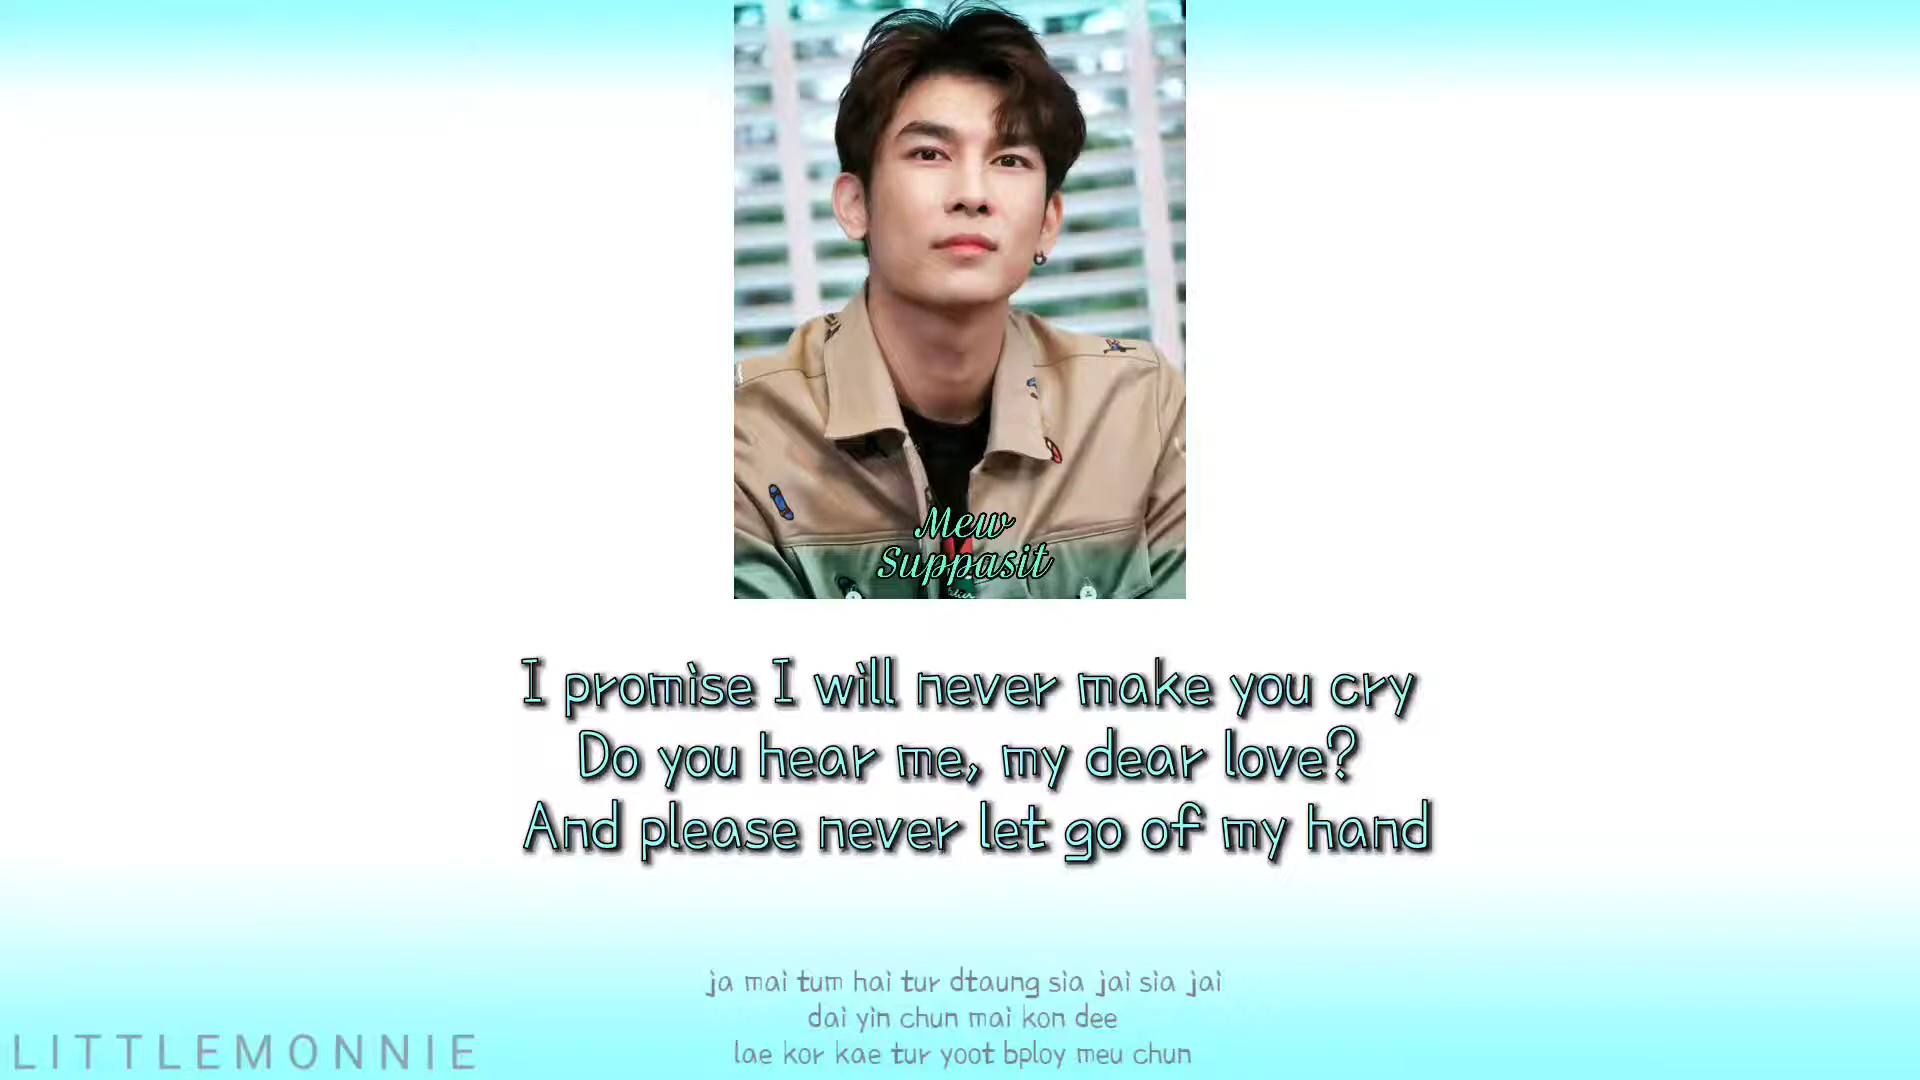 Mew
Suppasit
I promise I will never make you cry
Do you hear me, my dear love?
And please never let go of my hand
ja mai tum hai tur dtaung sia jai sia jai
dai yin chun mai kon dee
lae kor kae tur yoot bploy meu chun
LITTLEMONNIE